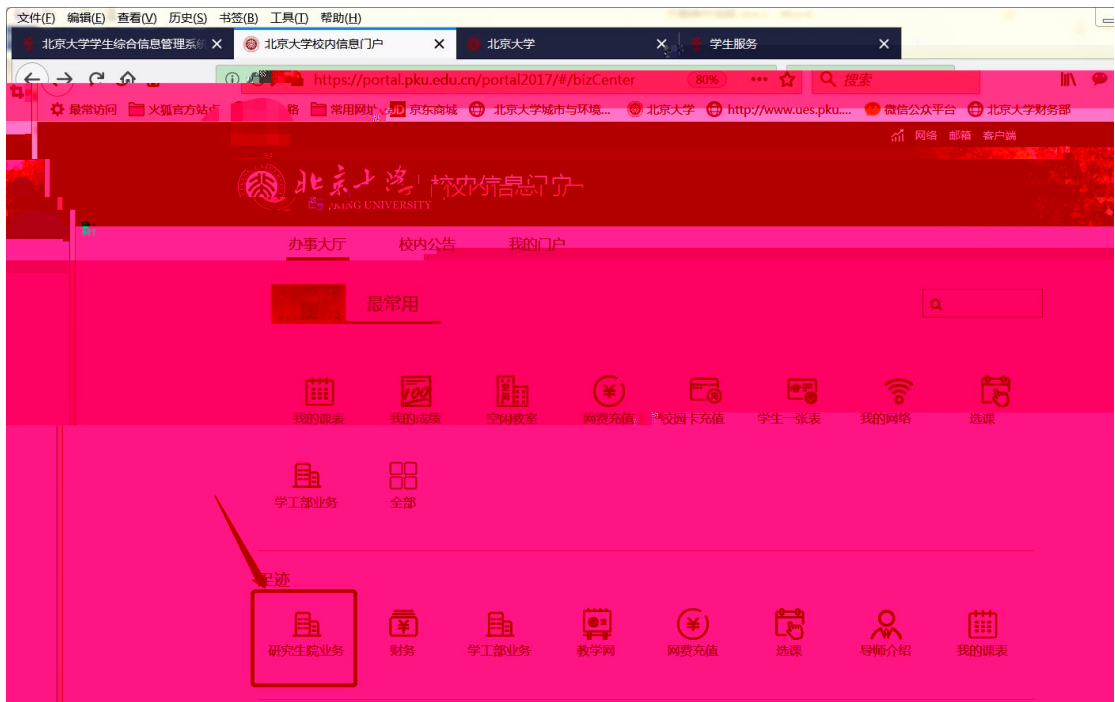 文件(F) 编辑(E) 查看(V) 历史(S) 书签(B) 工具(T) 帮助(H)
北京大学学生综合信息管理系统 北京大学校内信息门户 北京大学 学生服务
https://portal.pku.edu.cn/portal2017/#/bizCenter 80% 搜索
最常访问 火狐官方站点 常用网址 JD 京东商城 北京大学城市与环境... 北京大学 http://www.ues.pku.... 微信公众平台 北京大学财务部
网络 邮箱 客户端
北京大学 校内信息门户
UNIVERSITY
办事大厅 校内公告 我的门户
最常用
我的课表 我的成绩 空闲教室 网费充值 校园卡充值 学生一张表 我的网络 选课
学工部业务 全部
足迹
研究生院业务 财务 学工部业务 教学网 网费充值 选课 导师介绍 我的课表